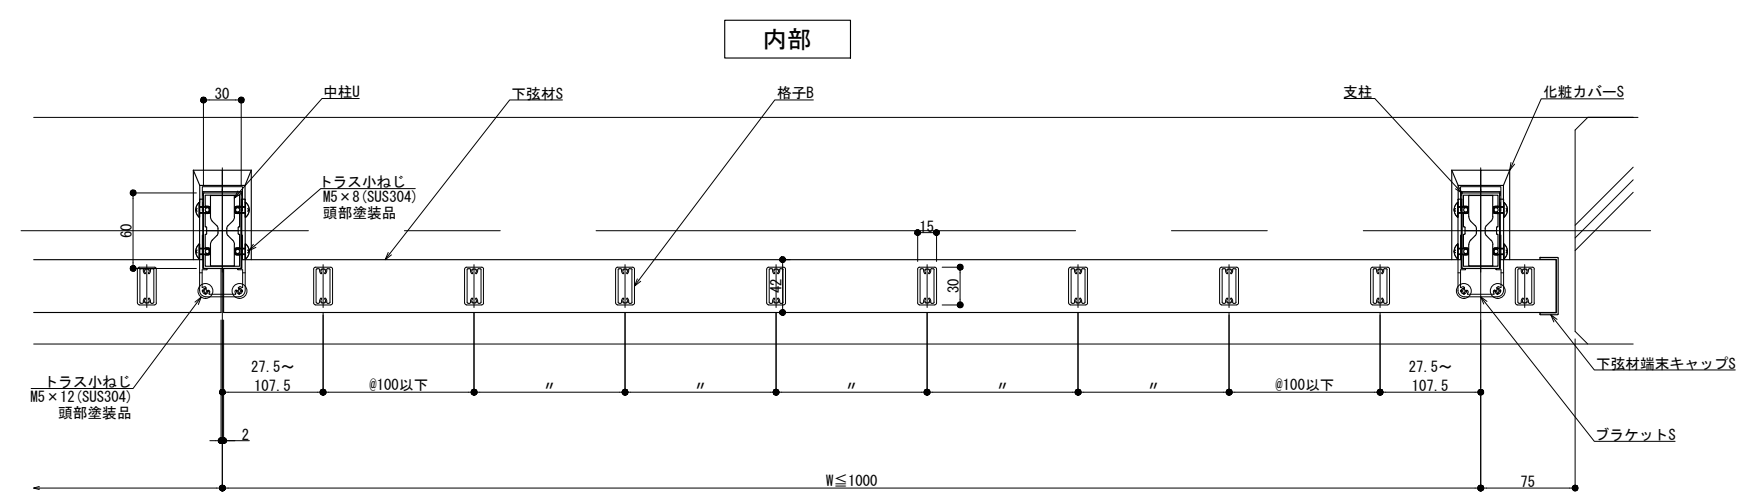 内部
30
中柱U
下弦材S
格子B
支柱
化粧カバーS
トラス小ねじ
M5×8(SUS304)
頭部塗装品
60
15
42
30
27.5～
107.5
@100以下
〃
〃
〃
〃
〃
@100以下
27.5～
107.5
下弦材端末キャップS
トラス小ねじ
M5×12(SUS304)
頭部塗装品
2
ブラケットS
W≦1000
75